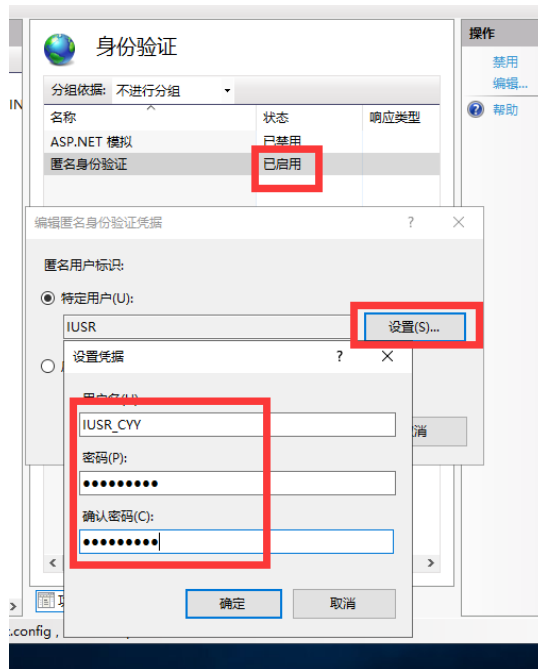 身份验证
操作
禁用
编辑...
帮助
分组依据: 不进行分组
IN
名称 状态 响应类型
ASP.NET 模拟 已禁用
匿名身份验证 已启用
编辑匿名身份验证凭据 ?
匿名用户标识:
特定用户(U):
IUSR 设置(S)...
设置凭据 ?
IUSR_CYY
密码(P):
●●●●●●●●●
确认密码(C):
●●●●●●●●●
确定 取消
消
.config ,